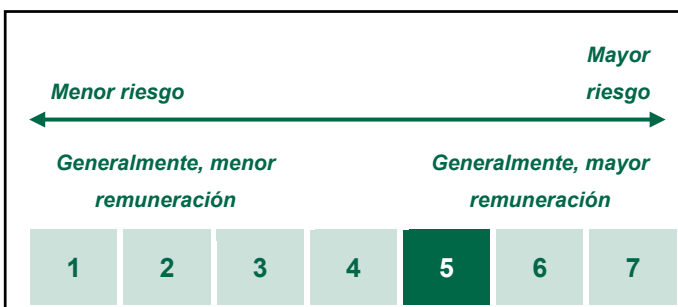 Mayor
Menor riesgo riesgo
Generalmente, menor Generalmente, mayor
remuneración remuneración
1 2 3 4 5 6 7